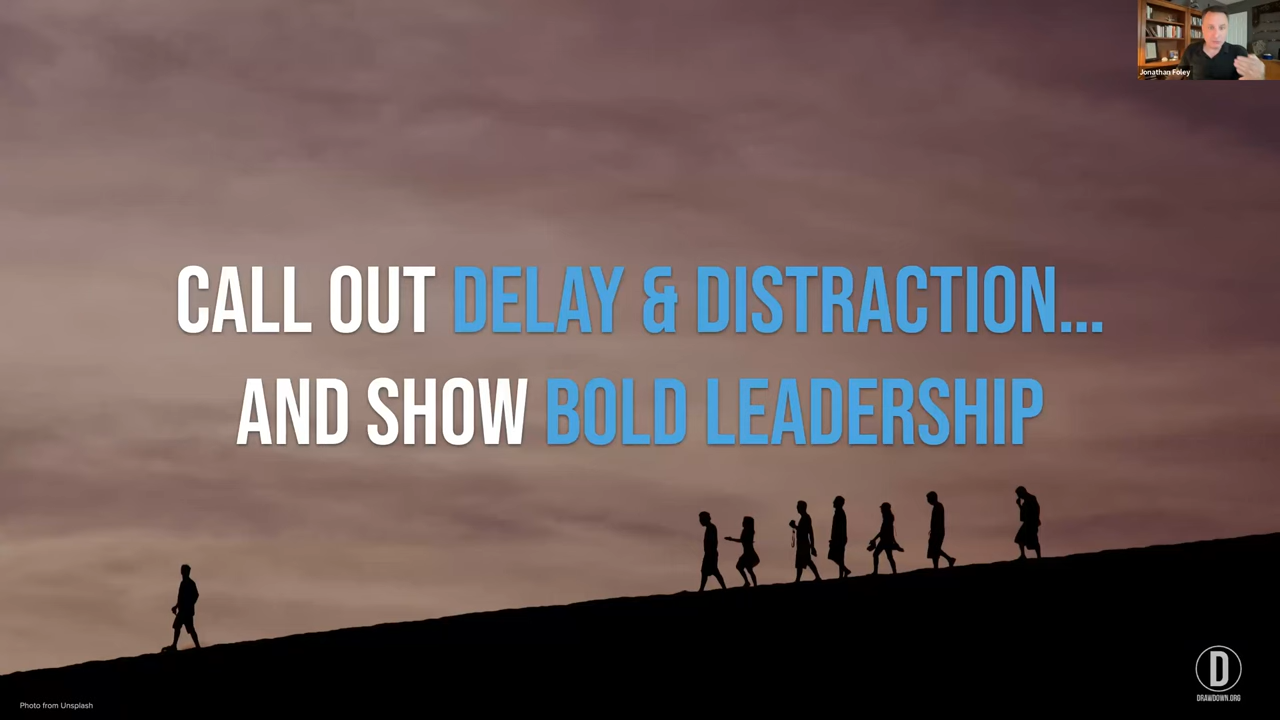 Jonathan Foley
CALL OUT DELAY & DISTRACTION...
AND SHOW BOLD LEADERSHIP
D
DRAWDOWN.ORG
Photo from Unsplash